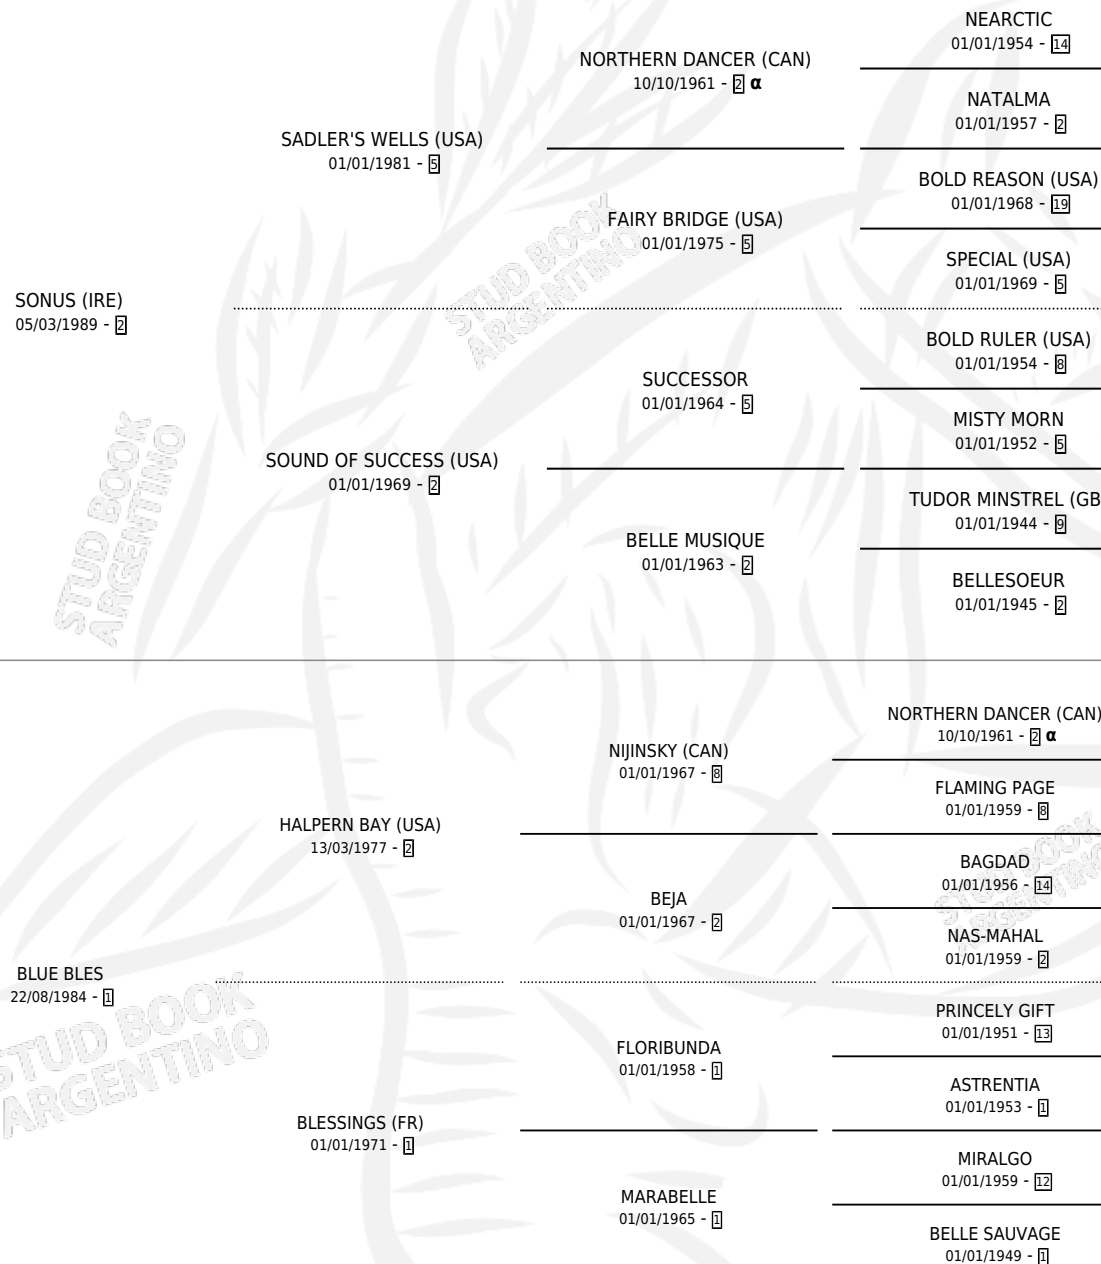 NEARCTIC
01/01/1954 - 14
NORTHERN DANCER (CAN)
10/10/1961 - 2 α
NATALMA
01/01/1957 - 2
SADLER'S WELLS (USA)
01/01/1981 - 5
BOLD REASON (USA)
01/01/1968 - 19
FAIRY BRIDGE (USA)
01/01/1975 - 5
SPECIAL (USA)
01/01/1969 - 5
SONUS (IRE)
05/03/1989 - 2
BOLD RULER (USA)
01/01/1954 - 8
SUCCESSOR
01/01/1964 - 5
MISTY MORN
01/01/1952 - 5
SOUND OF SUCCESS (USA)
01/01/1969 - 2
TUDOR MINSTREL (GB
01/01/1944 - 9
BELLE MUSIQUE
01/01/1963 - 2
BELLESOEUR
01/01/1945 - 2
NORTHERN DANCER (CAN)
10/10/1961 - 2 α
NIJINSKY (CAN)
01/01/1967 - 8
FLAMING PAGE
01/01/1959 - 8
HALPERN BAY (USA)
13/03/1977 - 2
BAGDAD
01/01/1956 - 14
BEJA
01/01/1967 - 2
NAS-MAHAL
01/01/1959 - 2
BLUE BLES
22/08/1984 - 1
PRINCELY GIFT
01/01/1951 - 13
FLORIBUNDA
01/01/1958 - 1
ASTRENTIA
01/01/1953 - 1
BLESSINGS (FR)
01/01/1971 - 1
MIRALGO
01/01/1959 - 12
MARABELLE
01/01/1965 - 1
BELLE SAUVAGE
01/01/1949 - 1
STUD BOOK
ARGENTINO
STUD BOOK
ARGENTINO
STUD BOOK
ARGENTINO
STUD BOOK
ARGENTINO